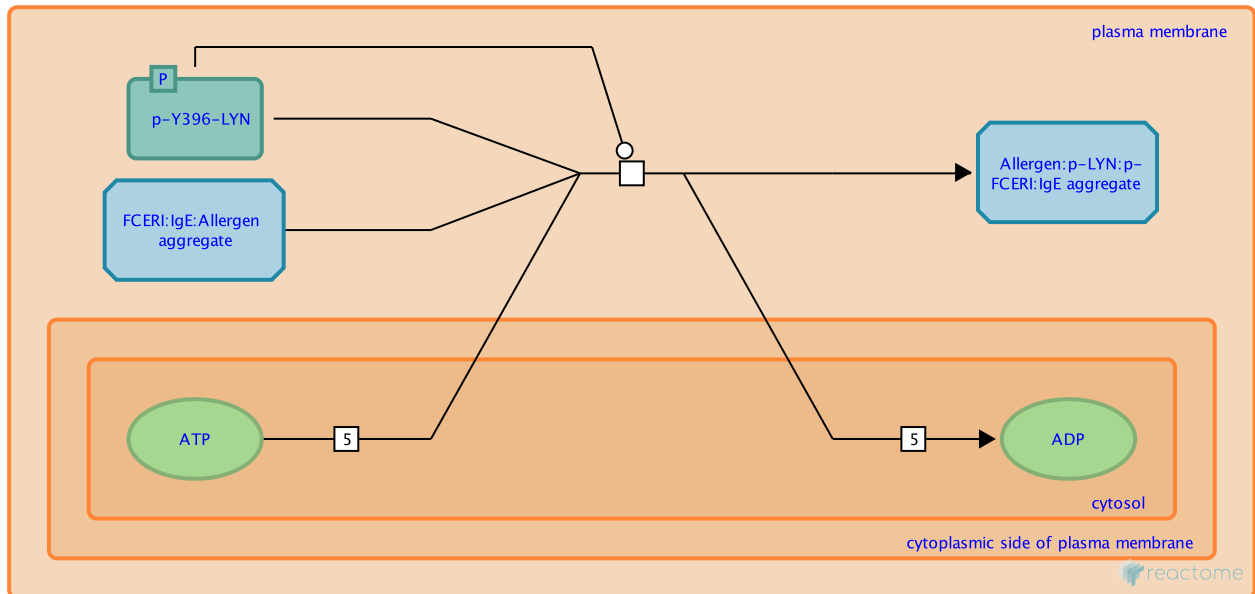 plasma membrane
P
p-Y396-LYN
Allergen:p-LYN:p-
FCERI:IgE aggregate
FCERI:IgE:Allergen
aggregate
ATP
5
5
ADP
cytosol
cytoplasmic side of plasma membrane
reactome